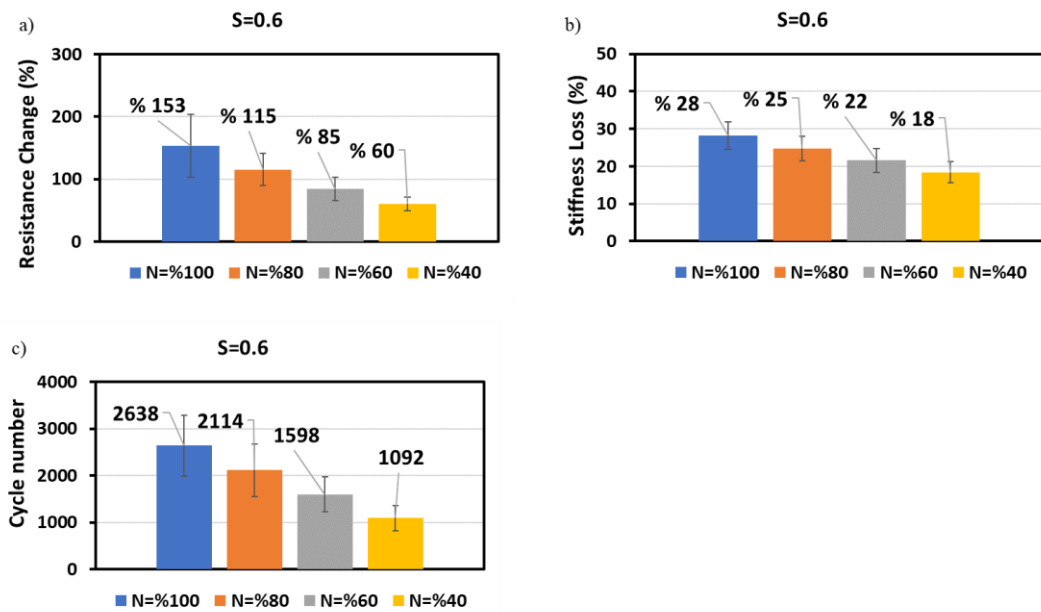 a)
S=0.6
300
200
100
0
Resistance Change (%)
% 153
% 115
% 85
% 60
N=%100 N=%80 N=%60 N=%40
b)
S=0.6
50
40
30
20
10
0
Stiffness Loss (%)
% 28
% 25
% 22
% 18
N=%100 N=%80 N=%60 N=%40
c)
S=0.6
4000
3000
2000
1000
0
Cycle number
2638
2114
1598
1092
N=%100 N=%80 N=%60 N=%40